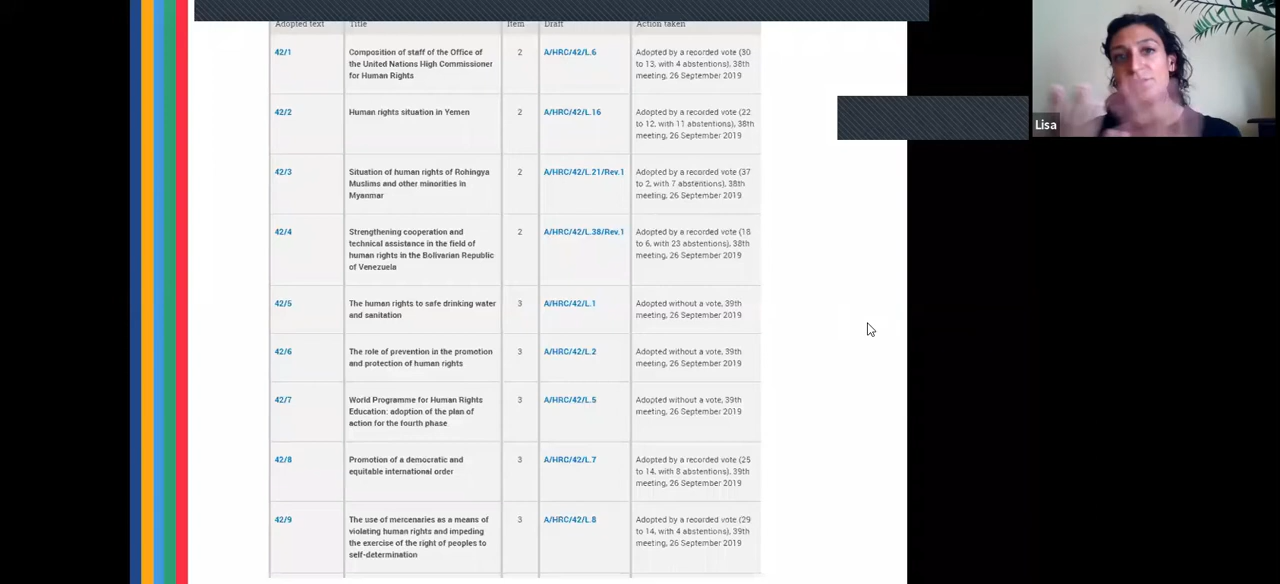 Adopted text Title Item Draft Action taken
42/1
Composition of staff of the Office of
the United Nations High Commissioner
for Human Rights
2
A/HRC/42/L.6
Adopted by a recorded vote (30
to 13, with 4 abstentions), 38th
meeting, 26 September 2019
42/2
Human rights situation in Yemen
2
A/HRC/42/L.16
Adopted by a recorded vote (22
to 12, with 11 abstentions), 38th
meeting, 26 September 2019
42/3
Situation of human rights of Rohingya
Muslims and other minorities in
Myanmar
2
A/HRC/42/L.21/Rev.1
Adopted by a recorded vote (37
to 2, with 7 abstentions), 38th
meeting, 26 September 2019
42/4
Strengthening cooperation and
technical assistance in the field of
human rights in the Bolivarian Republic
of Venezuela
2
A/HRC/42/L.38/Rev.1
Adopted by a recorded vote (18
to 6, with 23 abstentions), 38th
meeting, 26 September 2019
42/5
The human rights to safe drinking water
and sanitation
3
A/HRC/42/L.1
Adopted without a vote, 39th
meeting, 26 September 2019
42/6
The role of prevention in the promotion
and protection of human rights
3
A/HRC/42/L.2
Adopted without a vote, 39th
meeting, 26 September 2019
42/7
World Programme for Human Rights
Education: adoption of the plan of
action for the fourth phase
3
A/HRC/42/L.5
Adopted without a vote, 39th
meeting, 26 September 2019
42/8
Promotion of a democratic and
equitable international order
3
A/HRC/42/L.7
Adopted by a recorded vote (25
to 14, with 8 abstentions), 39th
meeting, 26 September 2019
42/9
The use of mercenaries as a means of
violating human rights and impeding
the exercise of the right of peoples to
self-determination
3
A/HRC/42/L.8
Adopted by a recorded vote (29
to 14, with 4 abstentions), 39th
meeting, 26 September 2019
Lisa